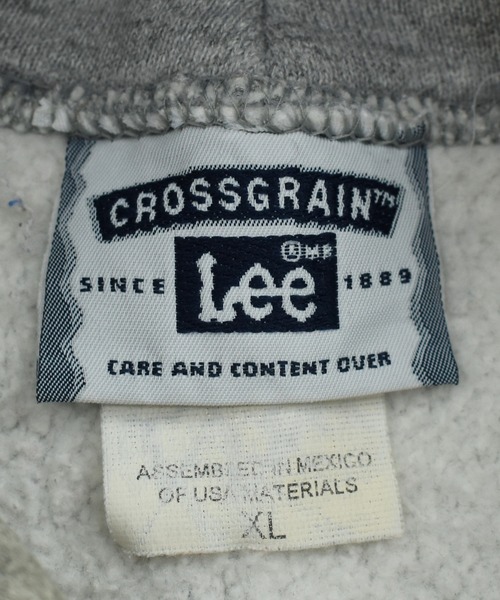 CROSSGRAIN™
® MR
SINCE Lee 1889
CARE AND CONTENT OVER
ASSEMBLED IN MEXICO
OF USA MATERIALS
XL